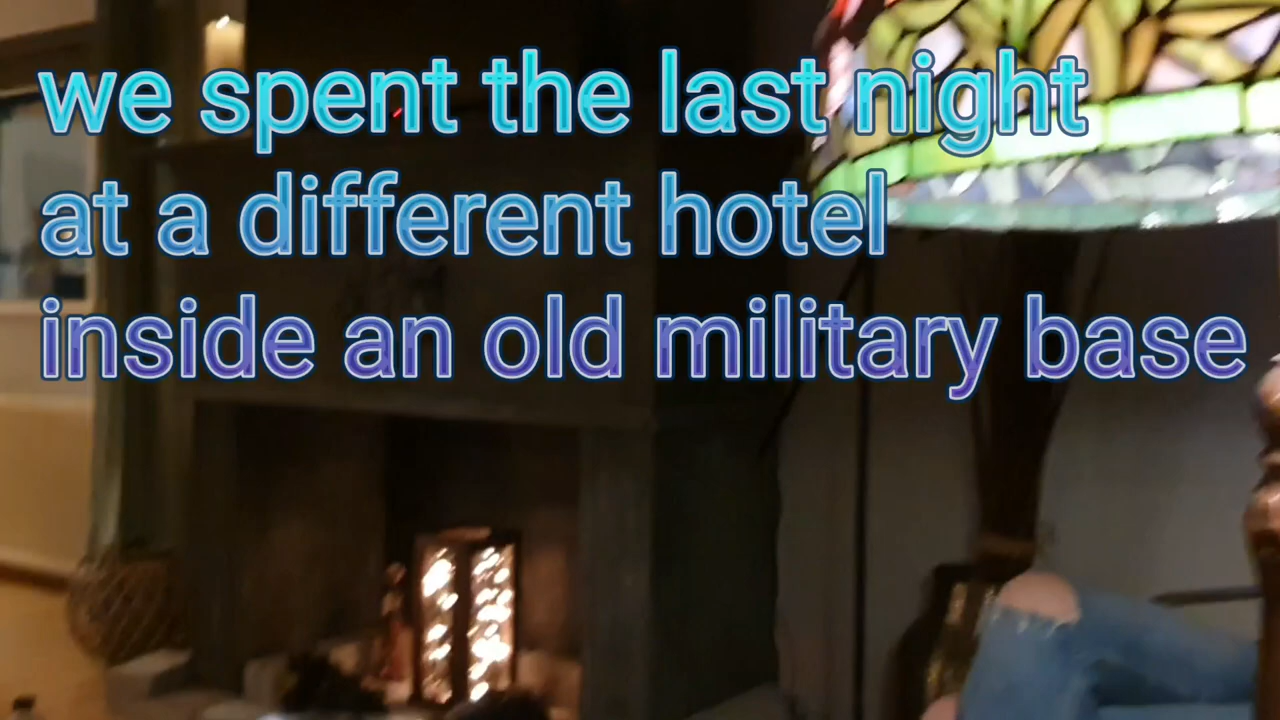 we spent the last night
at a different hotel
inside an old military base